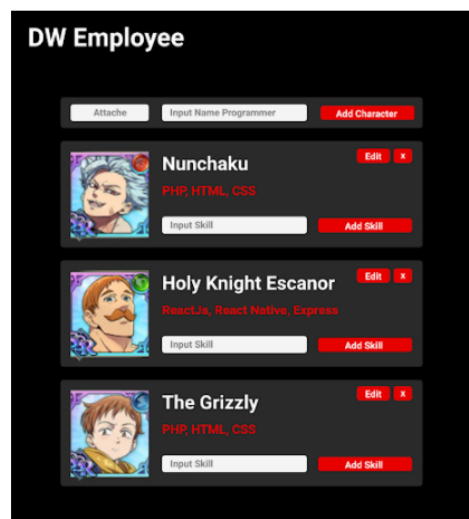 DW Employee
Attache Input Name Programmer Add Character
Nunchaku Edit x
PHP, HTML, CSS
Input Skill Add Skill
Holy Knight Escanor Edit x
ReactJs, React Native, Express
Input Skill Add Skill
The Grizzly Edit x
PHP, HTML, CSS
Input Skill Add Skill